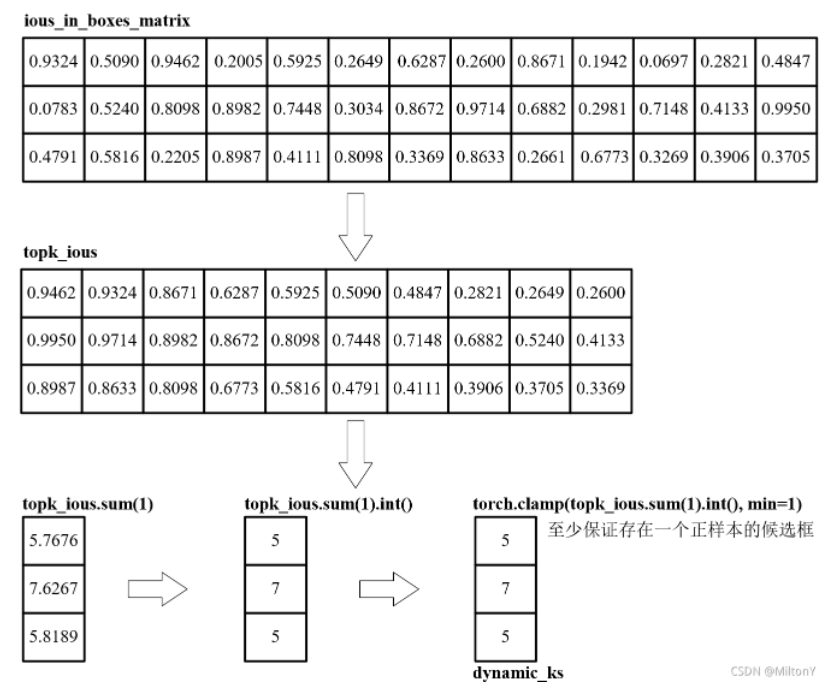 ious_in_boxes_matrix
0.9324 0.5090 0.9462 0.2005 0.5925 0.2649 0.6287 0.2600 0.8671 0.1942 0.0697 0.2821 0.4847
0.0783 0.5240 0.8098 0.8982 0.7448 0.3034 0.8672 0.9714 0.6882 0.2981 0.7148 0.4133 0.9950
0.4791 0.5816 0.2205 0.8987 0.4111 0.8098 0.3369 0.8633 0.2661 0.6773 0.3269 0.3906 0.3705
topk_ious
0.9462 0.9324 0.8671 0.6287 0.5925 0.5090 0.4847 0.2821 0.2649 0.2600
0.9950 0.9714 0.8982 0.8672 0.8098 0.7448 0.7148 0.6882 0.5240 0.4133
0.8987 0.8633 0.8098 0.6773 0.5816 0.4791 0.4111 0.3906 0.3705 0.3369
topk_ious.sum(1) topk_ious.sum(1).int() torch.clamp(topk_ious.sum(1).int(), min=1)
至少保证存在一个正样本的候选框
5.7676 5 5
7.6267 7 7
5.8189 5 5
dynamic_ks
CSDN @MiltonY